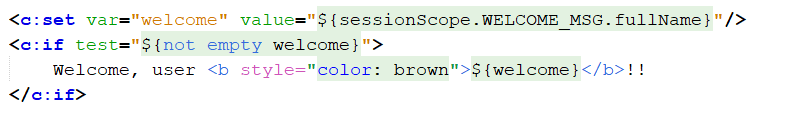 <c:set var="welcome" value="${sessionScope.WELCOME_MSG.fullName}"/>
<c:if test="${not empty welcome}">
    Welcome, user <b style="color: brown">${welcome}</b>!!
</c:if>